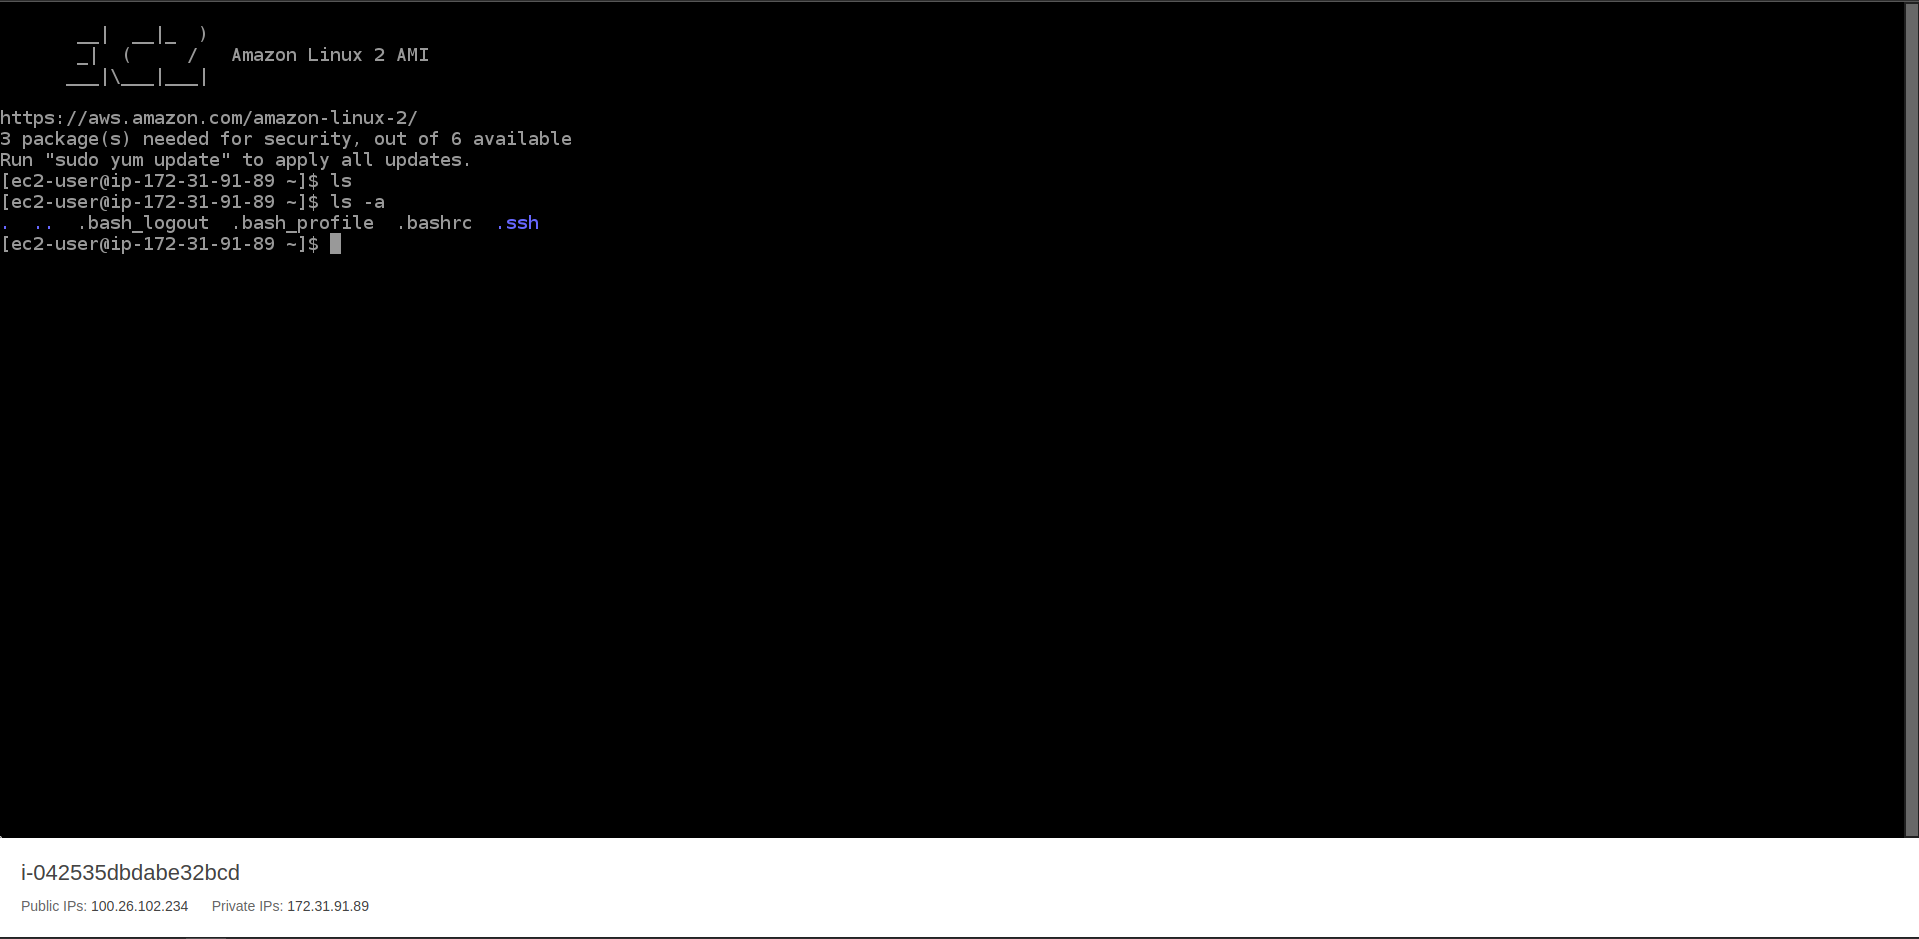 __|  __|_  )
_|  (     /   Amazon Linux 2 AMI
___|\___|___|
https://aws.amazon.com/amazon-linux-2/
3 package(s) needed for security, out of 6 available
Run "sudo yum update" to apply all updates.
[ec2-user@ip-172-31-91-89 ~]$ ls
[ec2-user@ip-172-31-91-89 ~]$ ls -a
.  ..  .bash_logout  .bash_profile  .bashrc  .ssh
[ec2-user@ip-172-31-91-89 ~]$
i-042535dbdabe32bcd
Public IPs: 100.26.102.234 Private IPs: 172.31.91.89